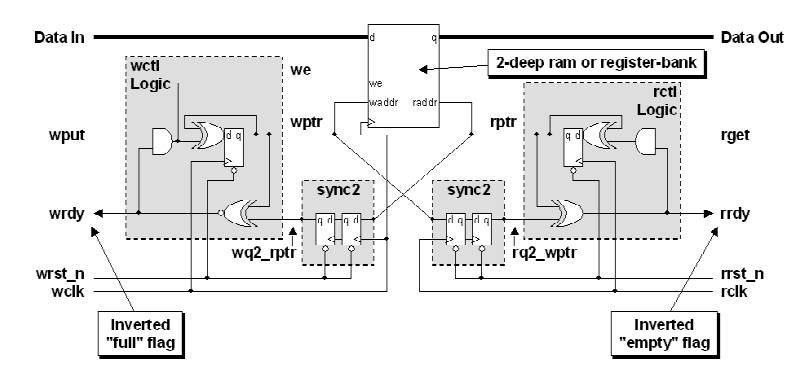 Data In
d
q
Data Out
2-deep ram or register-bank
wctl
Logic
we
we
waddr
raddr
rctl
Logic
wput
wptr
rptr
rget
d q
d q
sync2
sync2
wrdy
rrdy
q d q d
d q d q
wq2_rptr
rq2_wptr
wrst_n
rrst_n
wclk
rclk
Inverted
"full" flag
Inverted
"empty" flag